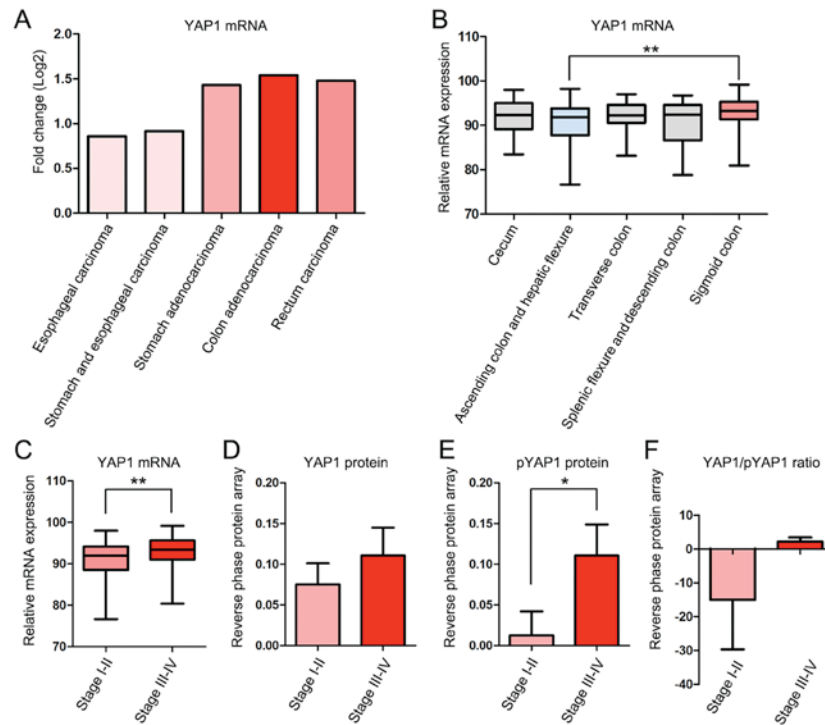 A
YAP1 mRNA
Fold change (Log2)
2.0
1.5
1.0
0.5
0.0
Esophageal carcinoma
Stomach and esophageal carcinoma
Stomach adenocarcinoma
Colon adenocarcinoma
Rectum carcinoma
B
YAP1 mRNA
**
Relative mRNA expression
110
100
90
80
70
Cecum
Ascending colon and hepatic flexure
Transverse colon
Splenic flexure and descending colon
Sigmoid colon
C
YAP1 mRNA
**
Relative mRNA expression
110
100
90
80
70
Stage I-II
Stage III-IV
D
YAP1 protein
Reverse phase protein array
0.20
0.15
0.10
0.05
0.00
Stage I-II
Stage III-IV
E
pYAP1 protein
*
Reverse phase protein array
0.20
0.15
0.10
0.05
0.00
Stage I-II
Stage III-IV
F
YAP1/pYAP1 ratio
Reverse phase protein array
10
0
-10
-20
-30
-40
Stage I-II
Stage III-IV